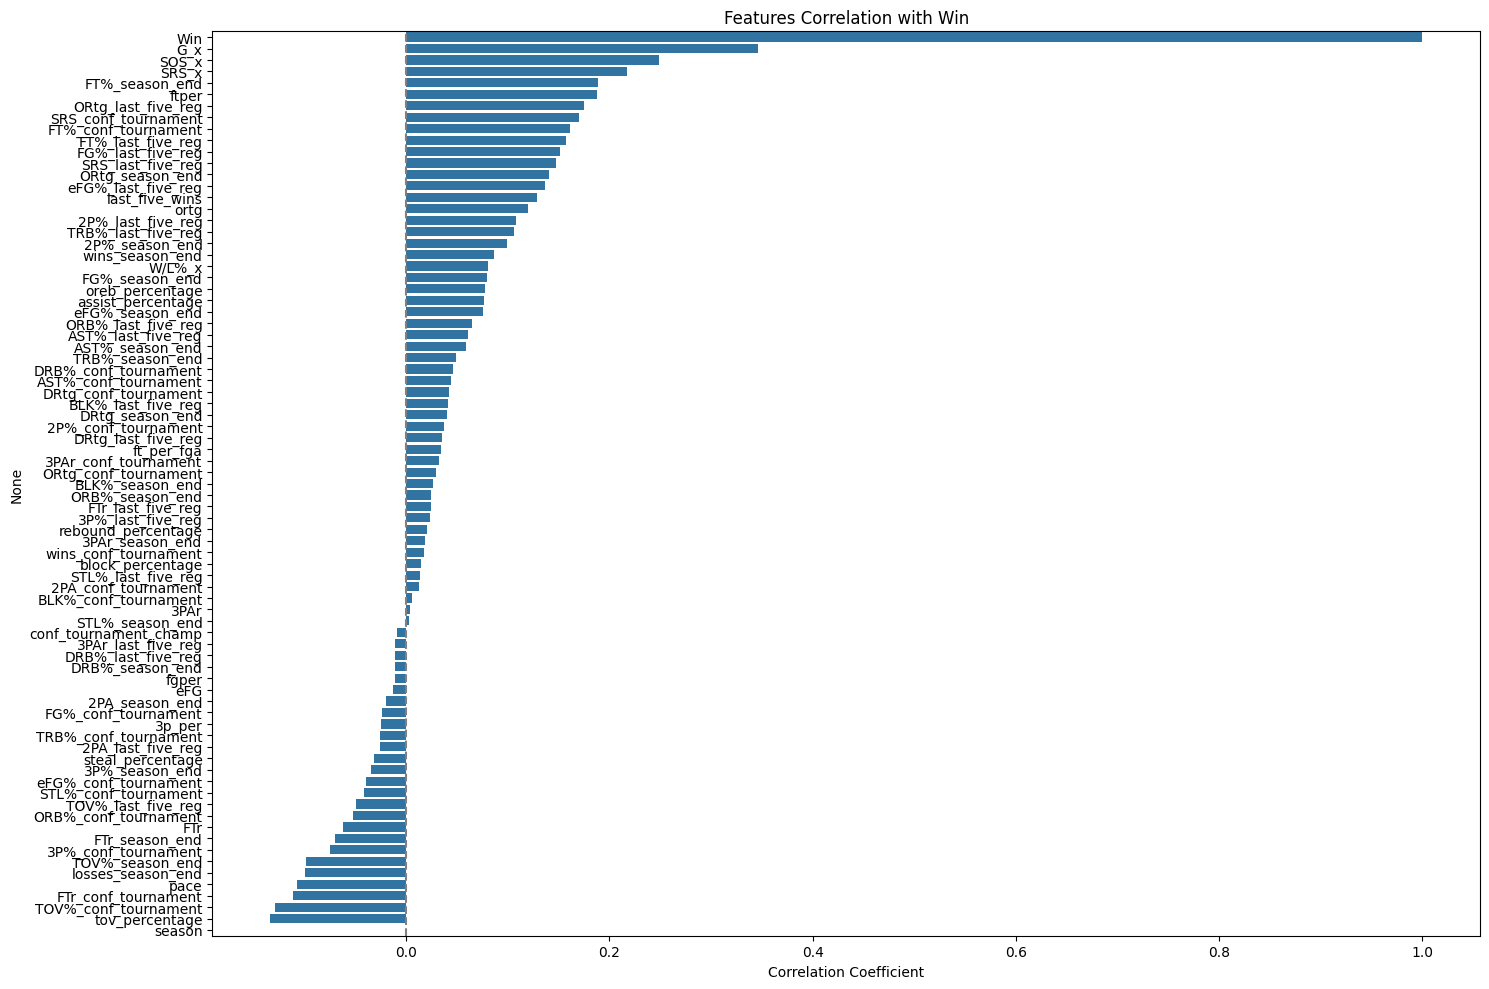 Features Correlation with Win
Win
G_x
SOS_x
SRS_x
FT%_season_end
ftper
ORtg_last_five_reg
SRS_conf_tournament
FT%_conf_tournament
FT%_last_five_reg
FG%_last_five_reg
SRS_last_five_reg
ORtg_season_end
eFG%_last_five_reg
last_five_wins
ortg
2P%_last_five_reg
TRB%_last_five_reg
2P%_season_end
wins_season_end
W/L%_x
FG%_season_end
oreb_percentage
assist_percentage
eFG%_season_end
ORB%_last_five_reg
AST%_last_five_reg
AST%_season_end
TRB%_season_end
DRB%_conf_tournament
AST%_conf_tournament
DRtg_conf_tournament
BLK%_last_five_reg
DRtg_season_end
2P%_conf_tournament
DRtg_last_five_reg
ft_per_fga
3PAr_conf_tournament
ORtg_conf_tournament
BLK%_season_end
ORB%_season_end
FTr_last_five_reg
3P%_last_five_reg
rebound_percentage
3PAr_season_end
wins_conf_tournament
block_percentage
STL%_last_five_reg
2PA_conf_tournament
BLK%_conf_tournament
3PAr
STL%_season_end
conf_tournament_champ
3PAr_last_five_reg
DRB%_last_five_reg
DRB%_season_end
fgper
eFG
2PA_season_end
FG%_conf_tournament
3p_per
TRB%_conf_tournament
2PA_last_five_reg
steal_percentage
3P%_season_end
eFG%_conf_tournament
STL%_conf_tournament
TOV%_last_five_reg
ORB%_conf_tournament
FTr
FTr_season_end
3P%_conf_tournament
TOV%_season_end
losses_season_end
pace
FTr_conf_tournament
TOV%_conf_tournament
tov_percentage
season
None
0.0 0.2 0.4 0.6 0.8 1.0
Correlation Coefficient